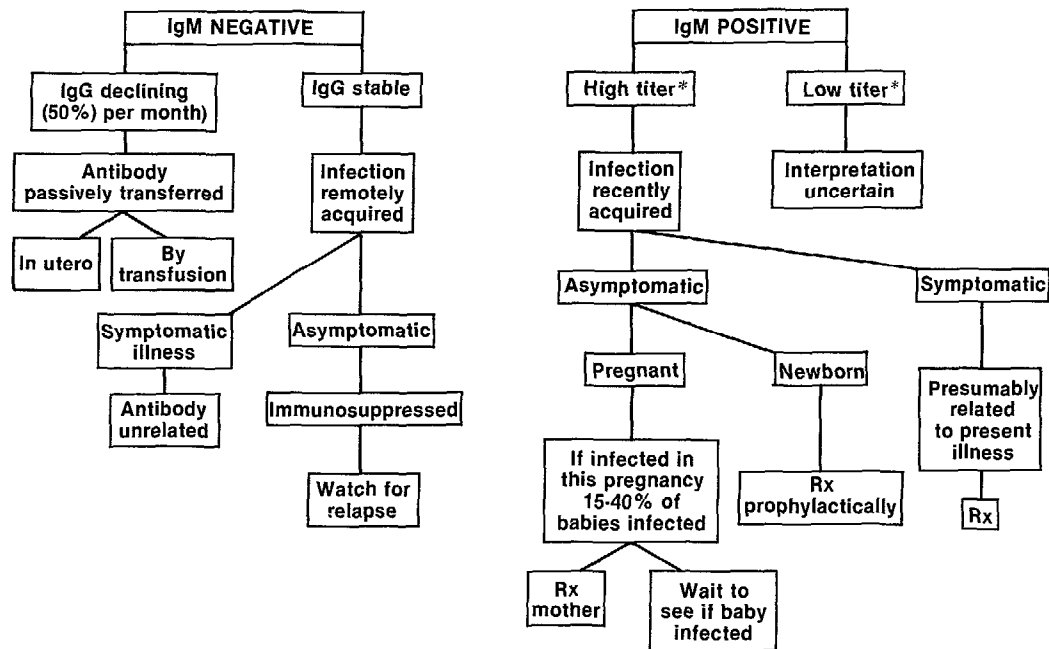 IgM NEGATIVE
IgG declining
(50%) per month)
IgG stable
Antibody
passively transferred
Infection
remotely
acquired
In utero
By
transfusion
Symptomatic
illness
Asymptomatic
Antibody
unrelated
Immunosuppressed
Watch for
relapse
IgM POSITIVE
High titer*
Low titer*
Infection
recently
acquired
Interpretation
uncertain
Asymptomatic
Symptomatic
Pregnant
Newborn
If infected in
this pregnancy
15-40% of
babies infected
Rx
prophylactically
Presumably
related
to present
illness
Rx
Rx
mother
Wait to
see if baby
infected